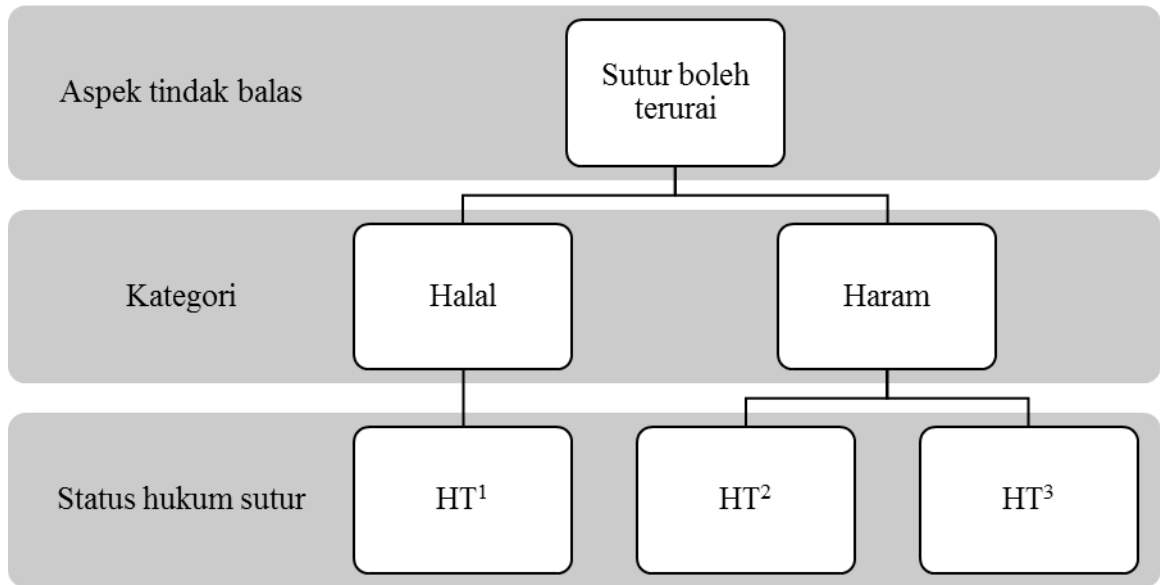 Aspek tindak balas
Sutur boleh
terurai
Kategori
Halal
Haram
Status hukum sutur
HT¹
HT²
HT³